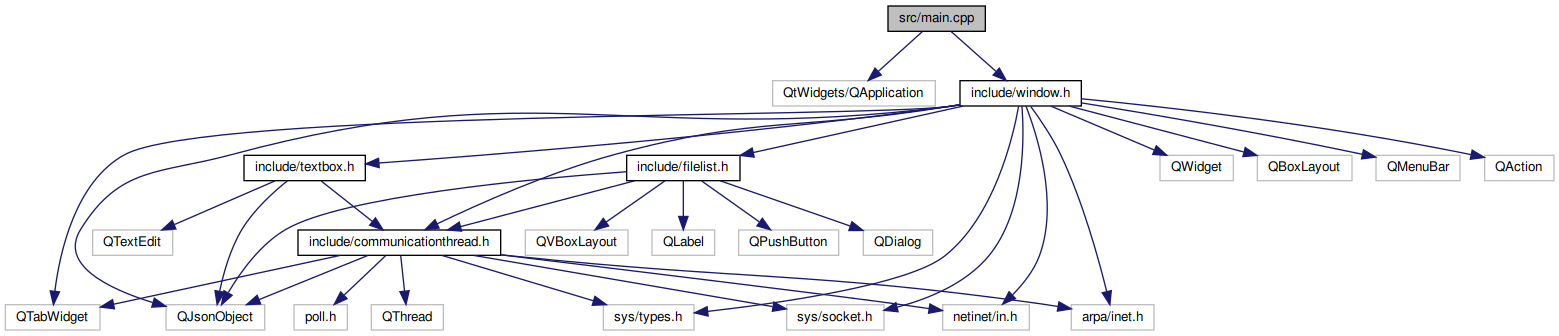 src/main.cpp
QtWidgets/QApplication
include/window.h
include/textbox.h
include/filelist.h
QWidget
QBoxLayout
QMenuBar
QAction
QTextEdit
include/communicationthread.h
QVBoxLayout
QLabel
QPushButton
QDialog
QTabWidget
QJsonObject
poll.h
QThread
sys/types.h
sys/socket.h
netinet/in.h
arpa/inet.h